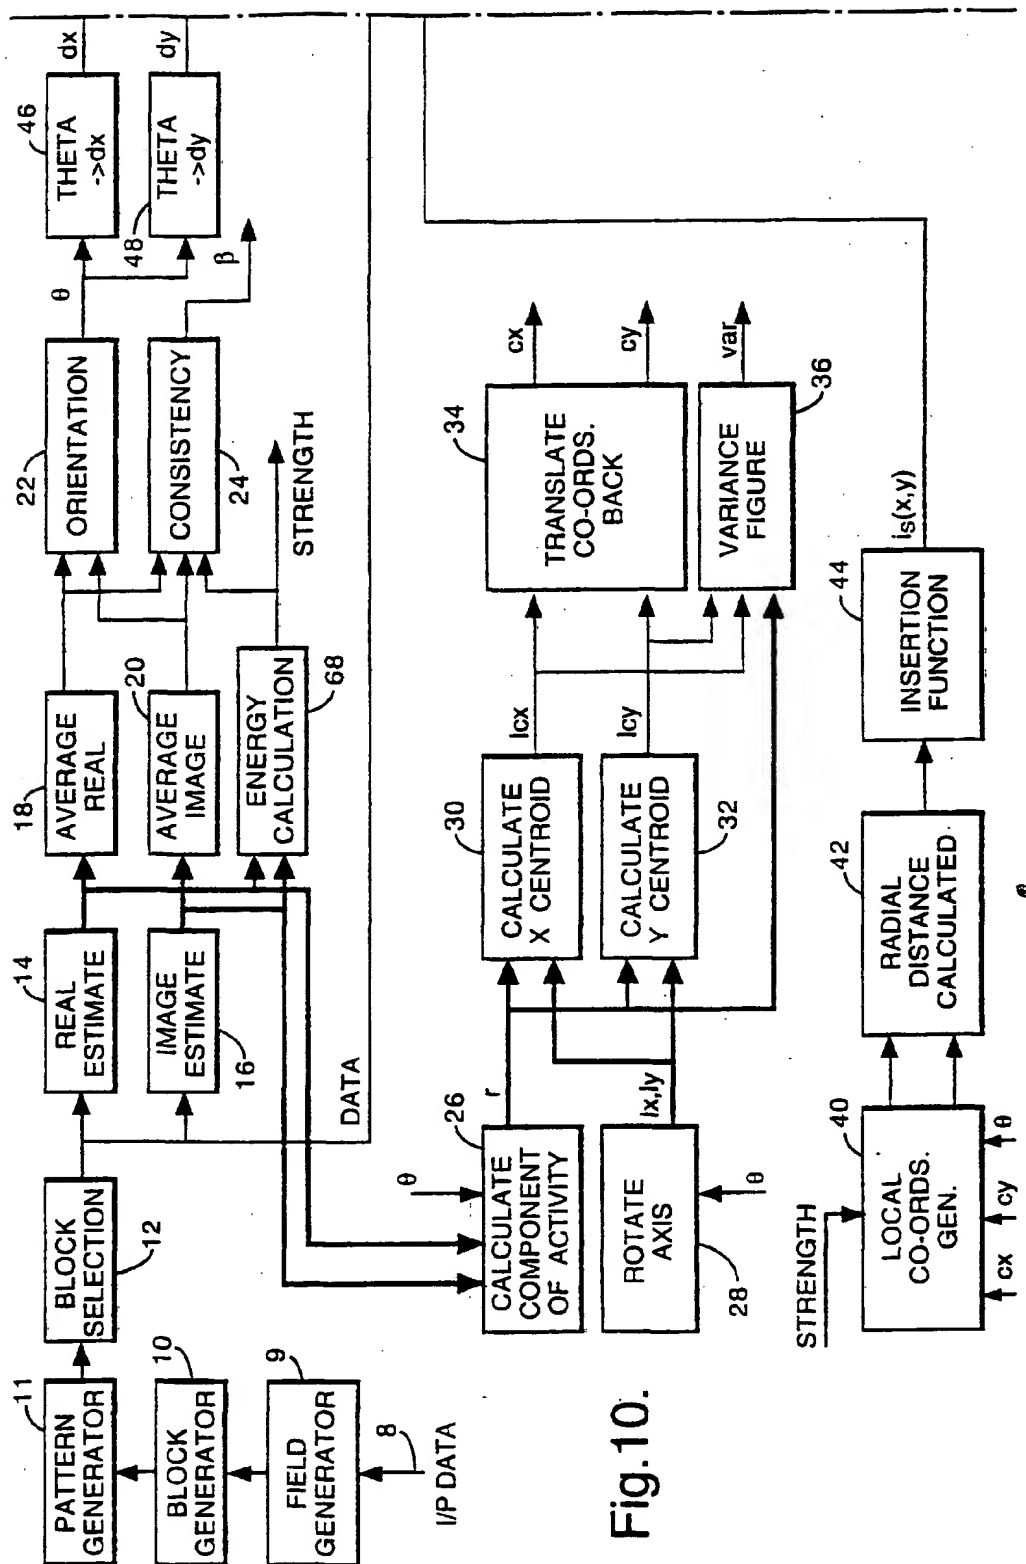 I/P DATA
8
FIELD
GENERATOR
9
BLOCK
GENERATOR
10
PATTERN
GENERATOR
11
BLOCK
SELECTION
12
DATA
REAL
ESTIMATE
14
IMAGE
ESTIMATE
16
AVERAGE
REAL
18
AVERAGE
IMAGE
20
ENERGY
CALCULATION
68
STRENGTH
ORIENTATION
22
CONSISTENCY
24
θ
β
THETA
->dx
46
THETA
->dy
48
dx
dy
θ
CALCULATE
COMPONENT
OF ACTIVITY
26
r
ROTATE
AXIS
28
θ
lx,ly
CALCULATE
X CENTROID
30
CALCULATE
Y CENTROID
32
lcx
lcy
TRANSLATE
CO-ORDS.
BACK
34
VARIANCE
FIGURE
36
cx
cy
var
STRENGTH
LOCAL
CO-ORDS.
GEN.
40
cx
cy
θ
RADIAL
DISTANCE
CALCULATED
42
INSERTION
FUNCTION
44
is(x,y)
Fig.10.